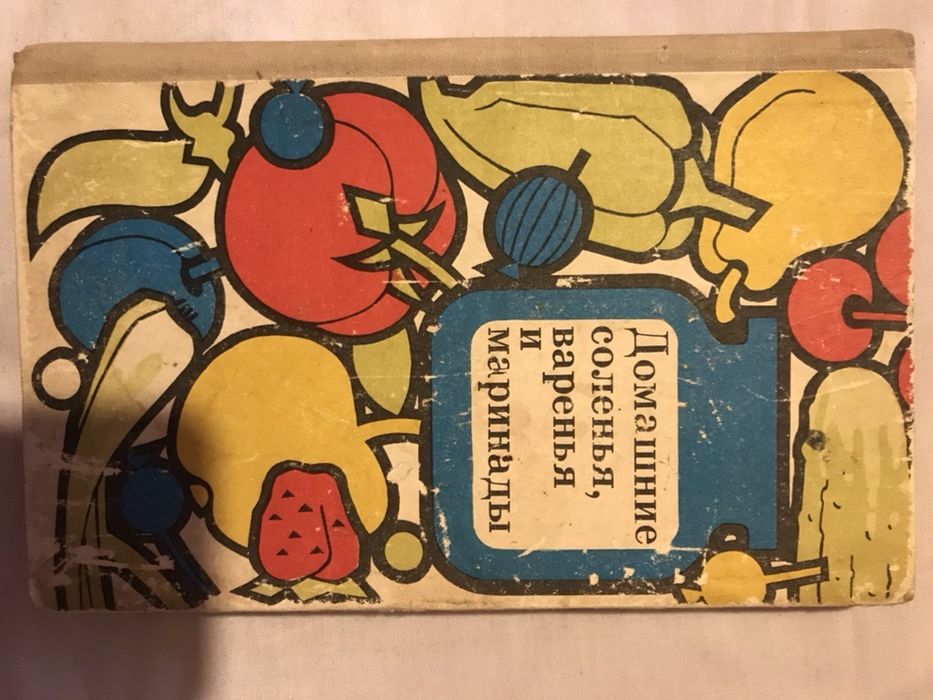 Домашние
соленья,
варенья
и
маринады